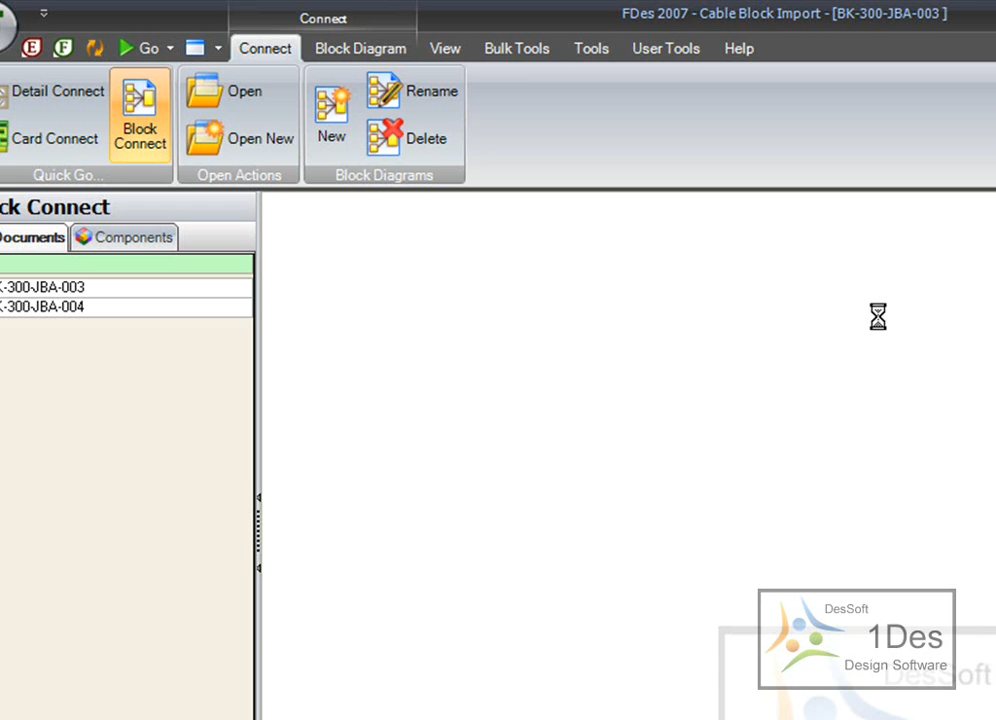 Connect
FDes 2007 - Cable Block Import - [BK-300-JBA-003 ]
E F Go Connect Block Diagram View Bulk Tools Tools User Tools Help
Detail Connect
Card Connect
Block
Connect
Quick Go...
Open
Open New
Open Actions
New
Rename
Delete
Block Diagrams
ck Connect
Documents Components
K-300-JBA-003
K-300-JBA-004
DesSoft
1Des
Design Software
DesSoft